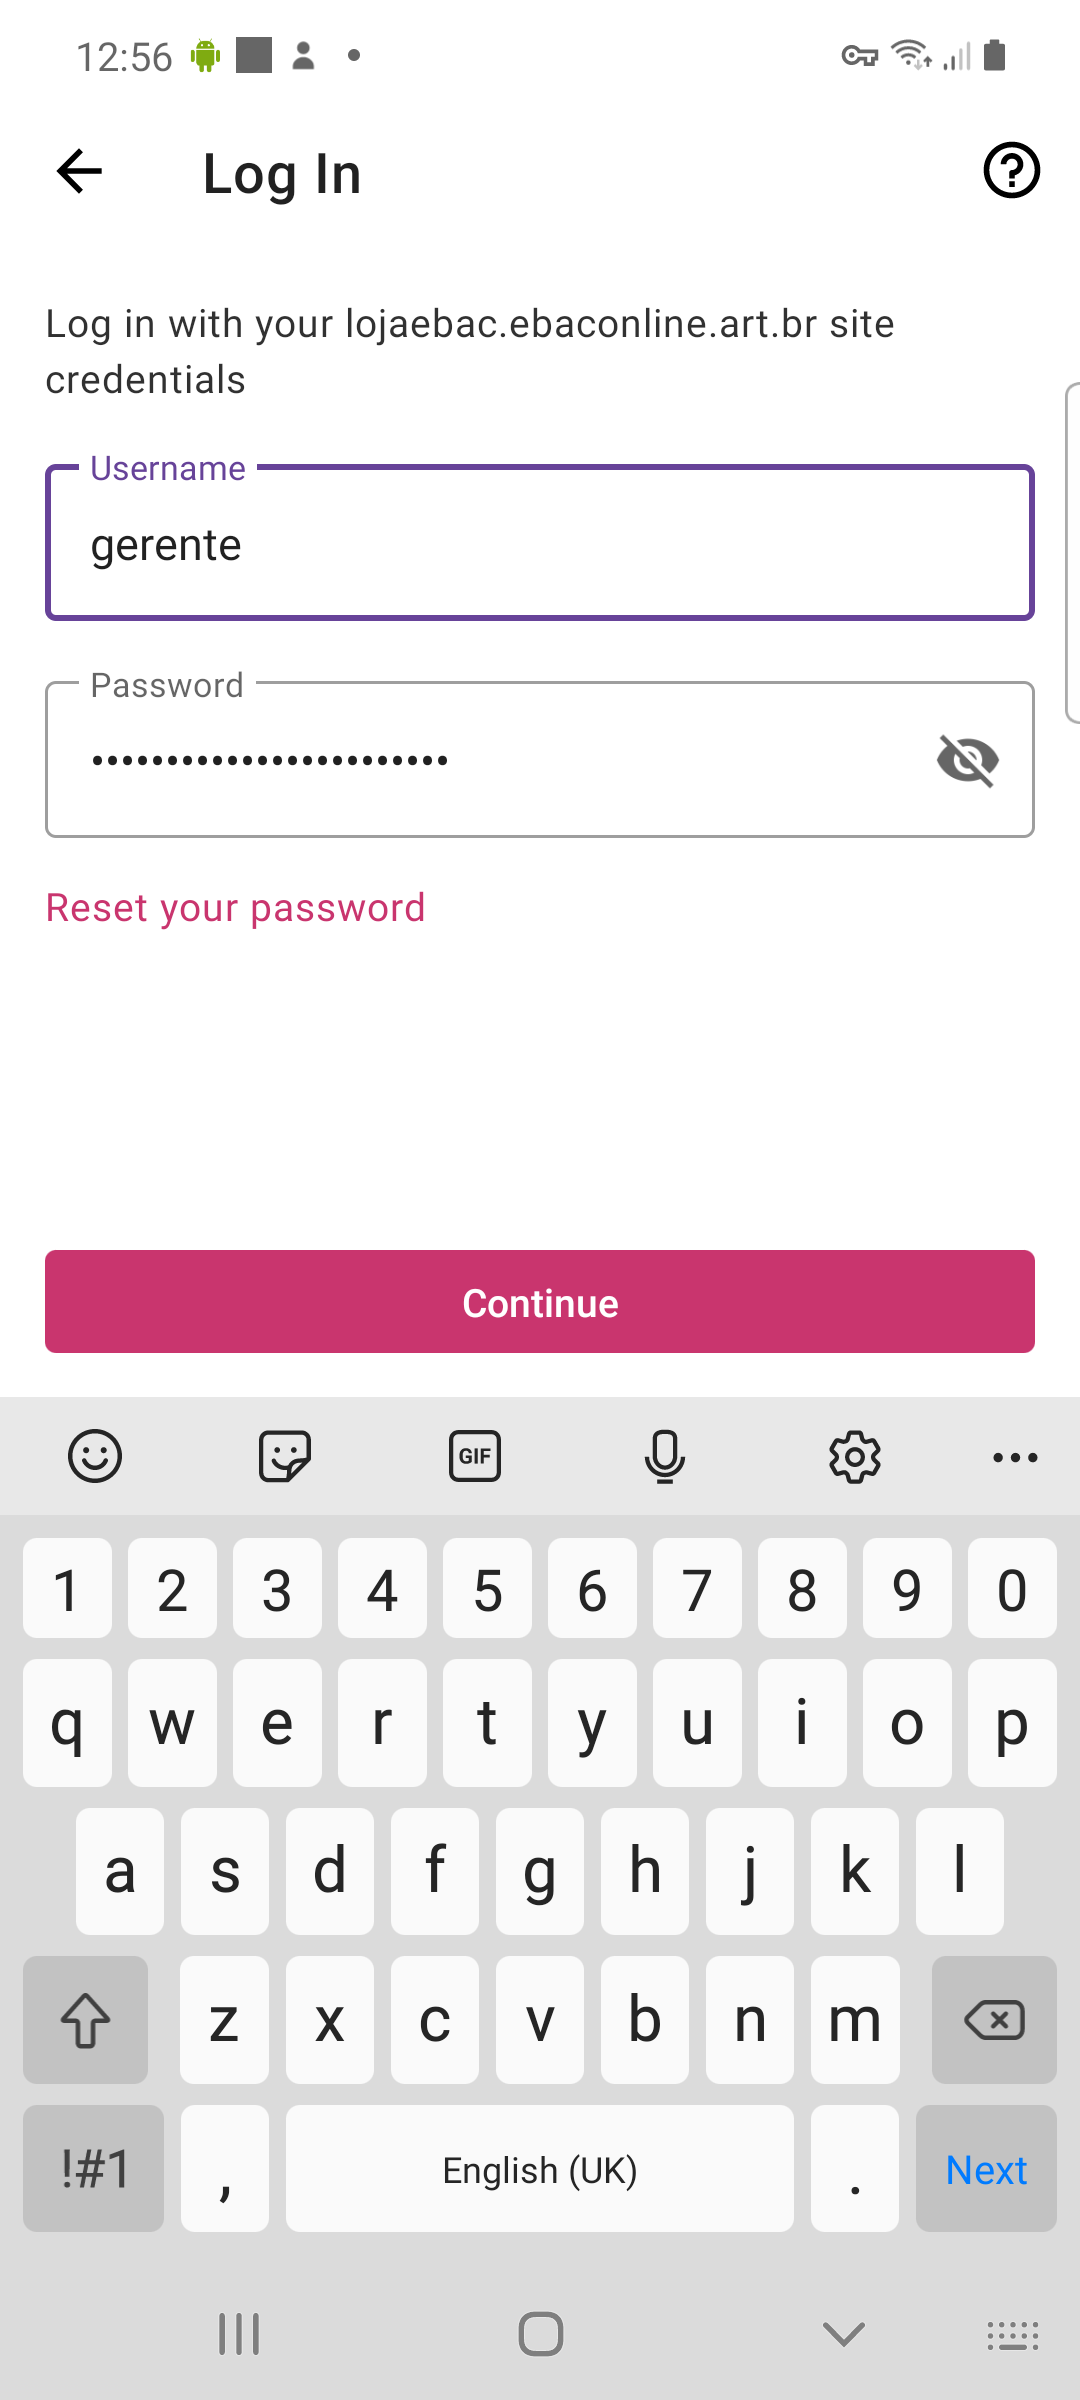 12:56
Log In
Log in with your lojaebac.ebaconline.art.br site
credentials
Username
gerente
Password
••••••••••••••••••••••••
Reset your password
Continue
GIF
1 2 3 4 5 6 7 8 9 0
q w e r t y u i o p
a s d f g h j k l
z x c v b n m
!#1 , English (UK) . Next